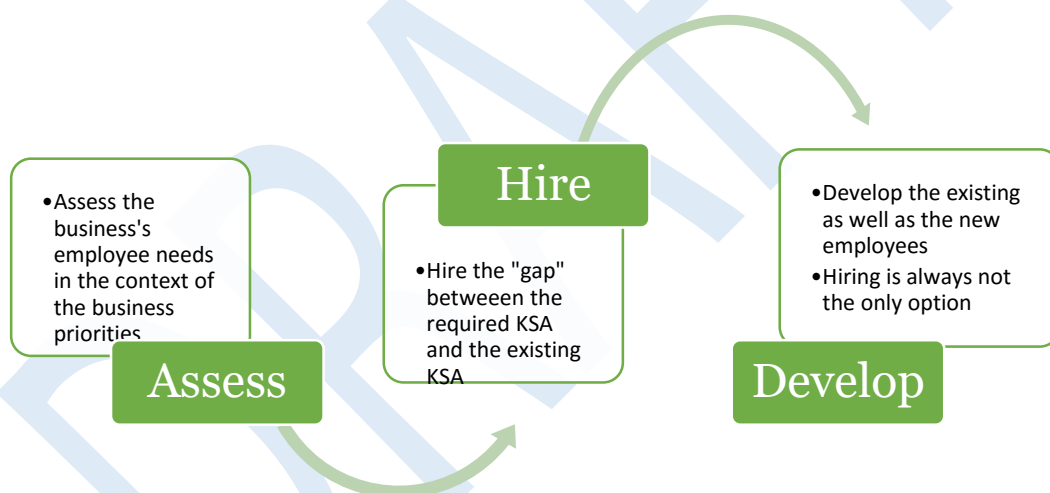 •Assess the
business's
employee needs
in the context of
the business
priorities
Assess
Hire
•Hire the "gap"
betweeen the
required KSA
and the existing
KSA
•Develop the existing
as well as the new
employees
•Hiring is always not
the only option
Develop